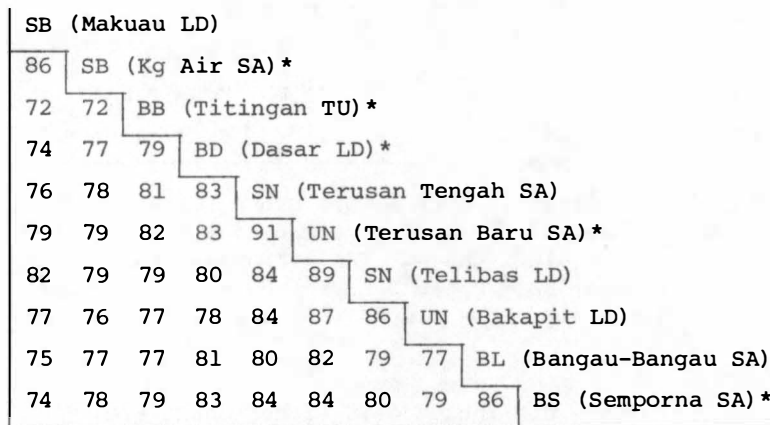 SB (Makuau LD)
86 SB (Kg Air SA)*
72 72 BB (Titingan TU)*
74 77 79 BD (Dasar LD)*
76 78 81 83 SN (Terusan Tengah SA)
79 79 82 83 91 UN (Terusan Baru SA)*
82 79 79 80 84 89 SN (Telibas LD)
77 76 77 78 84 87 86 UN (Bakapit LD)
75 77 77 81 80 82 79 77 BL (Bangau-Bangau SA)
74 78 79 83 84 84 80 79 86 BS (Semporna SA)*